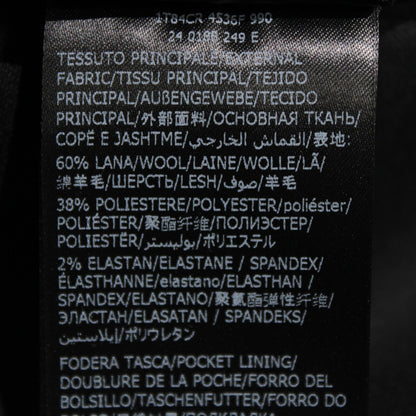 1T84CR 4536F 990
24 0186 249 E
TESSUTO PRINCIPALE/EXTERNAL
FABRIC/TISSU PRINCIPAL/TEJIDO
PRINCIPAL/AUßENGEWEBE/TECIDO
PRINCIPAL/外部面料/ОСНОВНАЯ ТКАНЬ/
COPË E JASHTME/القماش الخارجي/表地:
60% LANA/WOOL/LAINE/WOLLE/LÃ/
绵羊毛/ШЕРСТЬ/LESH/صوف/羊毛
38% POLIESTERE/POLYESTER/poliéster/
POLIÉSTER/聚酯纤维/ПОЛИЭСТЕР/
POLIESTËR/بوليستر/ポリエステル
2% ELASTAN/ELASTANE / SPANDEX/
ÉLASTHANNE/elastano/ELASTHAN /
SPANDEX/ELASTANO/聚氨酯弹性纤维/
ЭЛАСТАН/ELASATAN / SPANDEKS/
إيلاستين/ポリウレタン
FODERA TASCA/POCKET LINING/
DOUBLURE DE LA POCHE/FORRO DEL
BOLSILLO/TASCHENFUTTER/FORRO DO